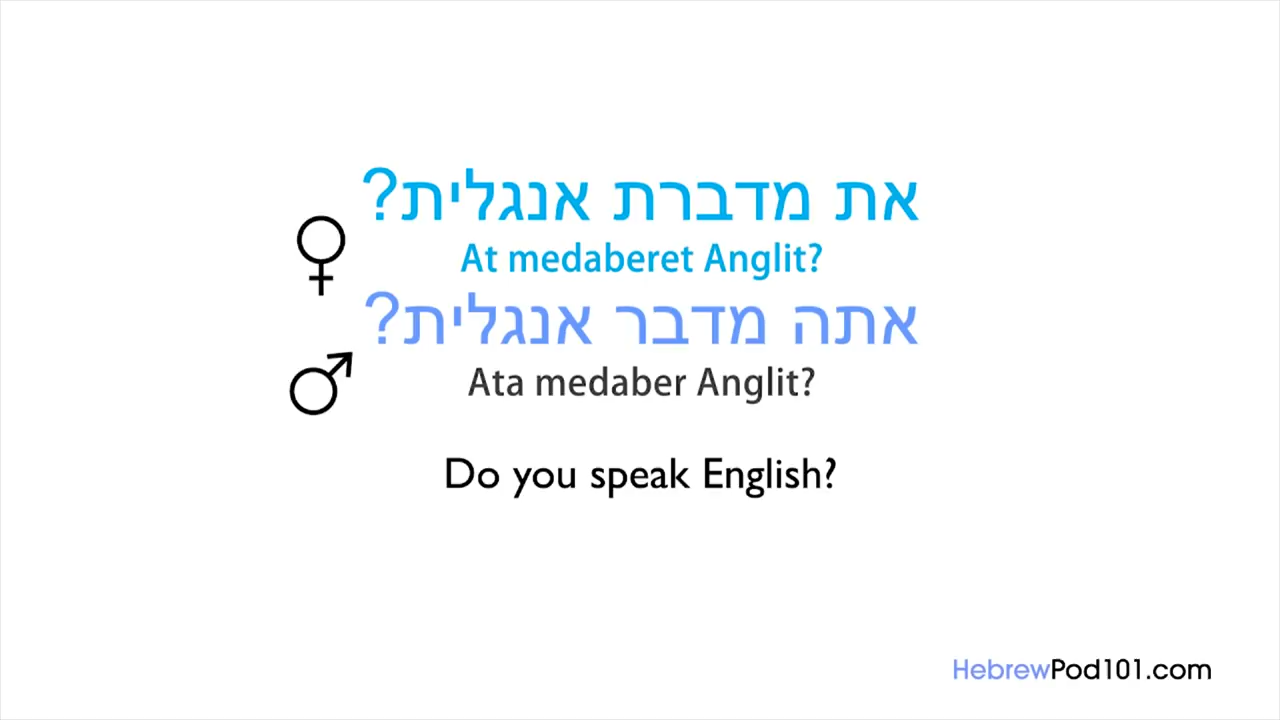 את מדברת אנגלית?
At medaberet Anglit?
אתה מדבר אנגלית?
Ata medaber Anglit?
Do you speak English?
HebrewPod101.com